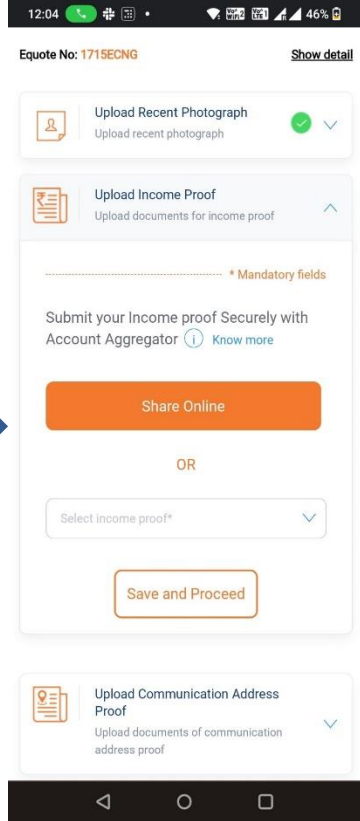 12:04 46%
Equote No: 1715ECNG Show detail
Upload Recent Photograph
Upload recent photograph
Upload Income Proof
Upload documents for income proof
* Mandatory fields
Submit your Income proof Securely with
Account Aggregator i Know more
Share Online
OR
Select income proof*
Save and Proceed
Upload Communication Address
Proof
Upload documents of communication
address proof